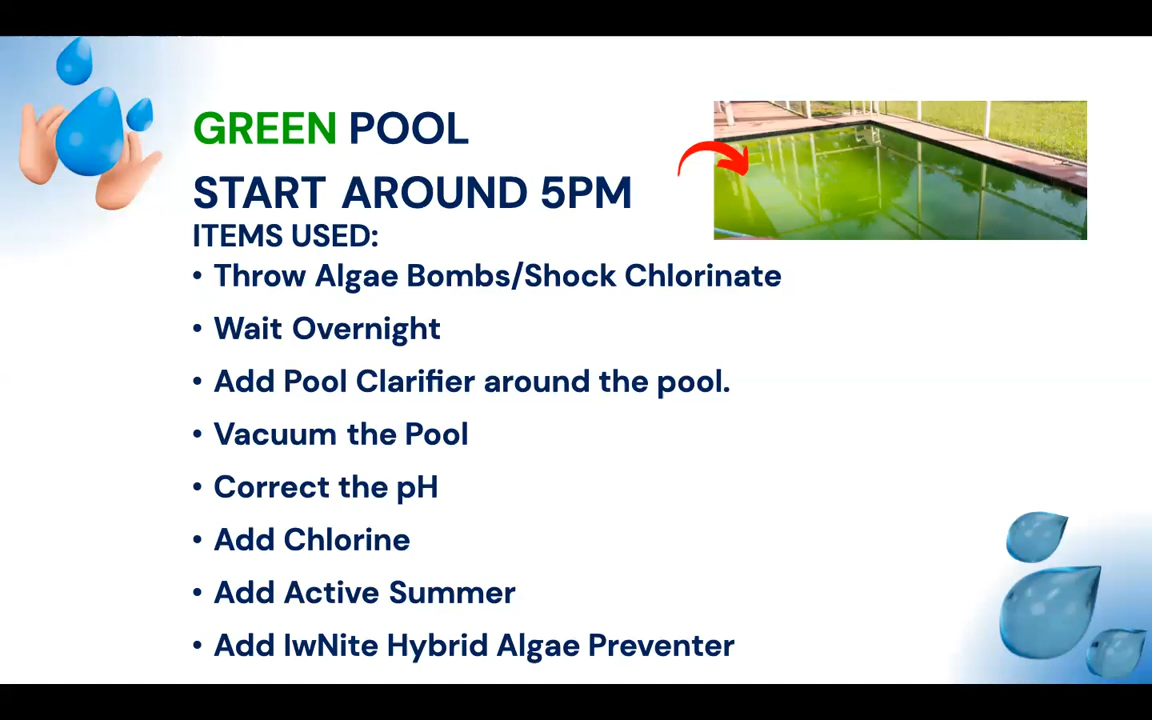 GREEN POOL
START AROUND 5PM
ITEMS USED:
• Throw Algae Bombs/Shock Chlorinate
• Wait Overnight
• Add Pool Clarifier around the pool.
• Vacuum the Pool
• Correct the pH
• Add Chlorine
• Add Active Summer
• Add IwNite Hybrid Algae Preventer